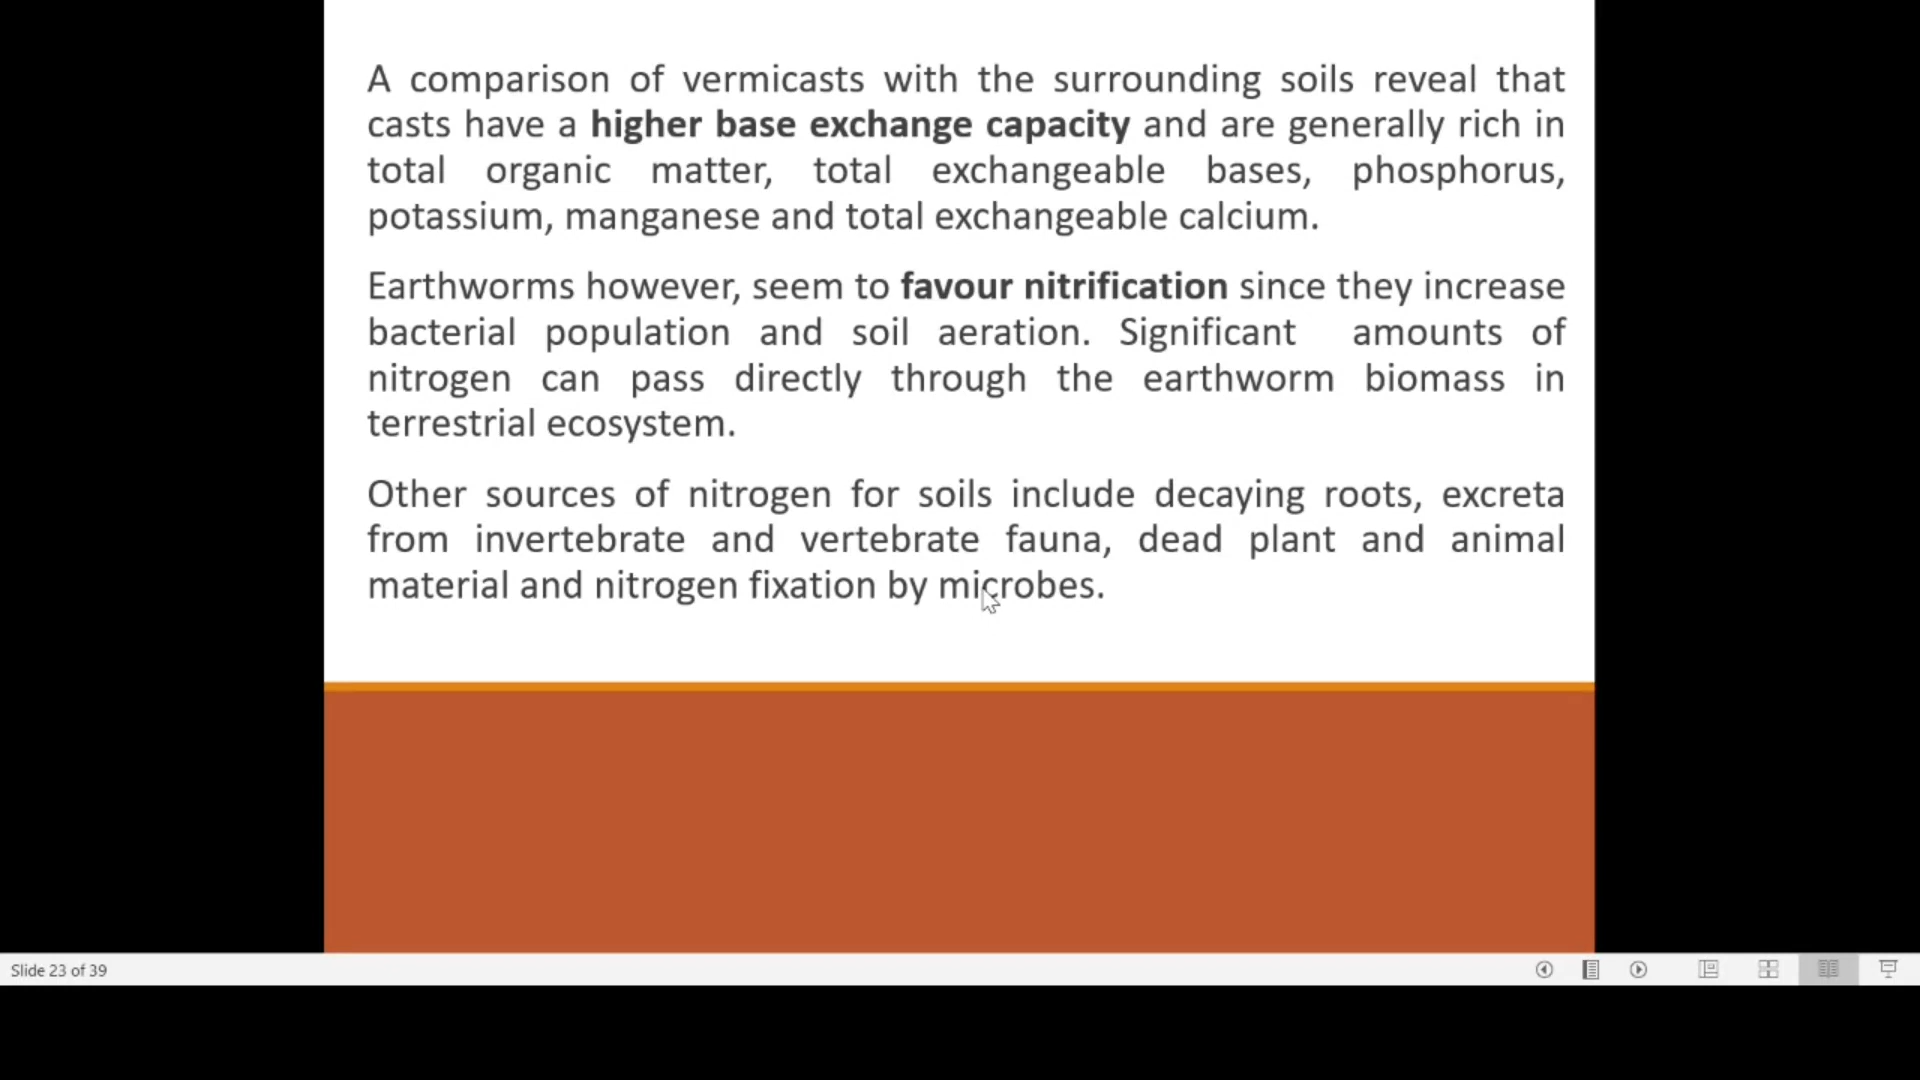 A comparison of vermicasts with the surrounding soils reveal that
casts have a higher base exchange capacity and are generally rich in
total organic matter, total exchangeable bases, phosphorus,
potassium, manganese and total exchangeable calcium.
Earthworms however, seem to favour nitrification since they increase
bacterial population and soil aeration. Significant amounts of
nitrogen can pass directly through the earthworm biomass in
terrestrial ecosystem.
Other sources of nitrogen for soils include decaying roots, excreta
from invertebrate and vertebrate fauna, dead plant and animal
material and nitrogen fixation by microbes.
Slide 23 of 39